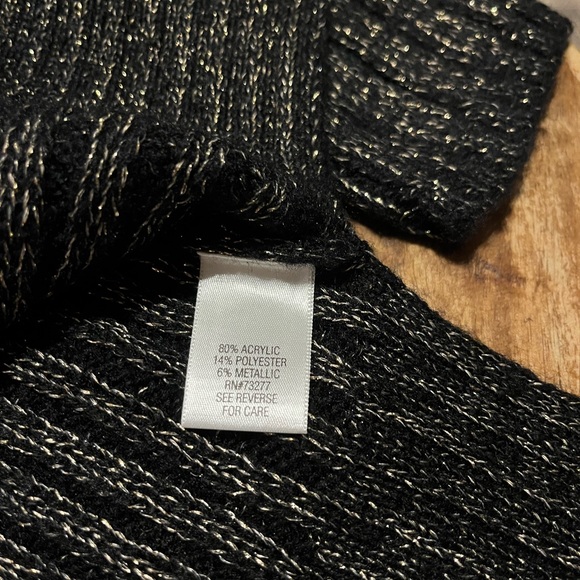 80% ACRYLIC
14% POLYESTER
6% METALLIC
RN#73277
SEE REVERSE
FOR CARE